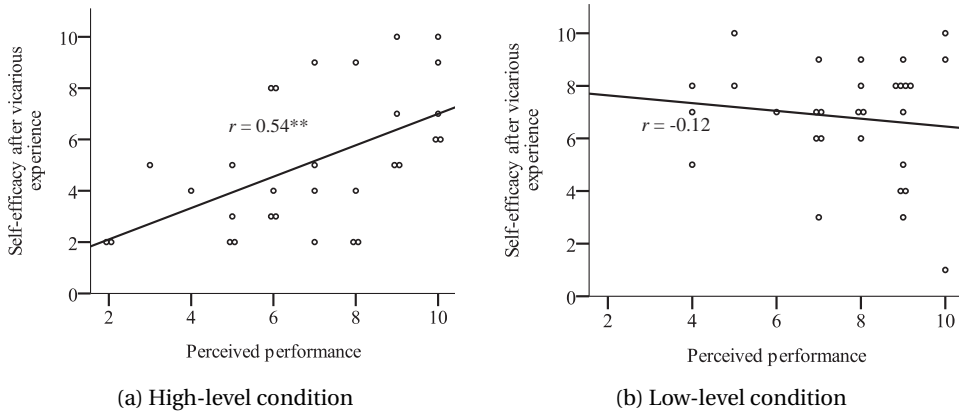 Self-efficacy after vicarious
experience
10
8
6
4
2
0
r = 0.54**
2 4 6 8 10
Perceived performance
(a) High-level condition
Self-efficacy after vicarious
experience
10
8
6
4
2
0
r = -0.12
2 4 6 8 10
Perceived performance
(b) Low-level condition